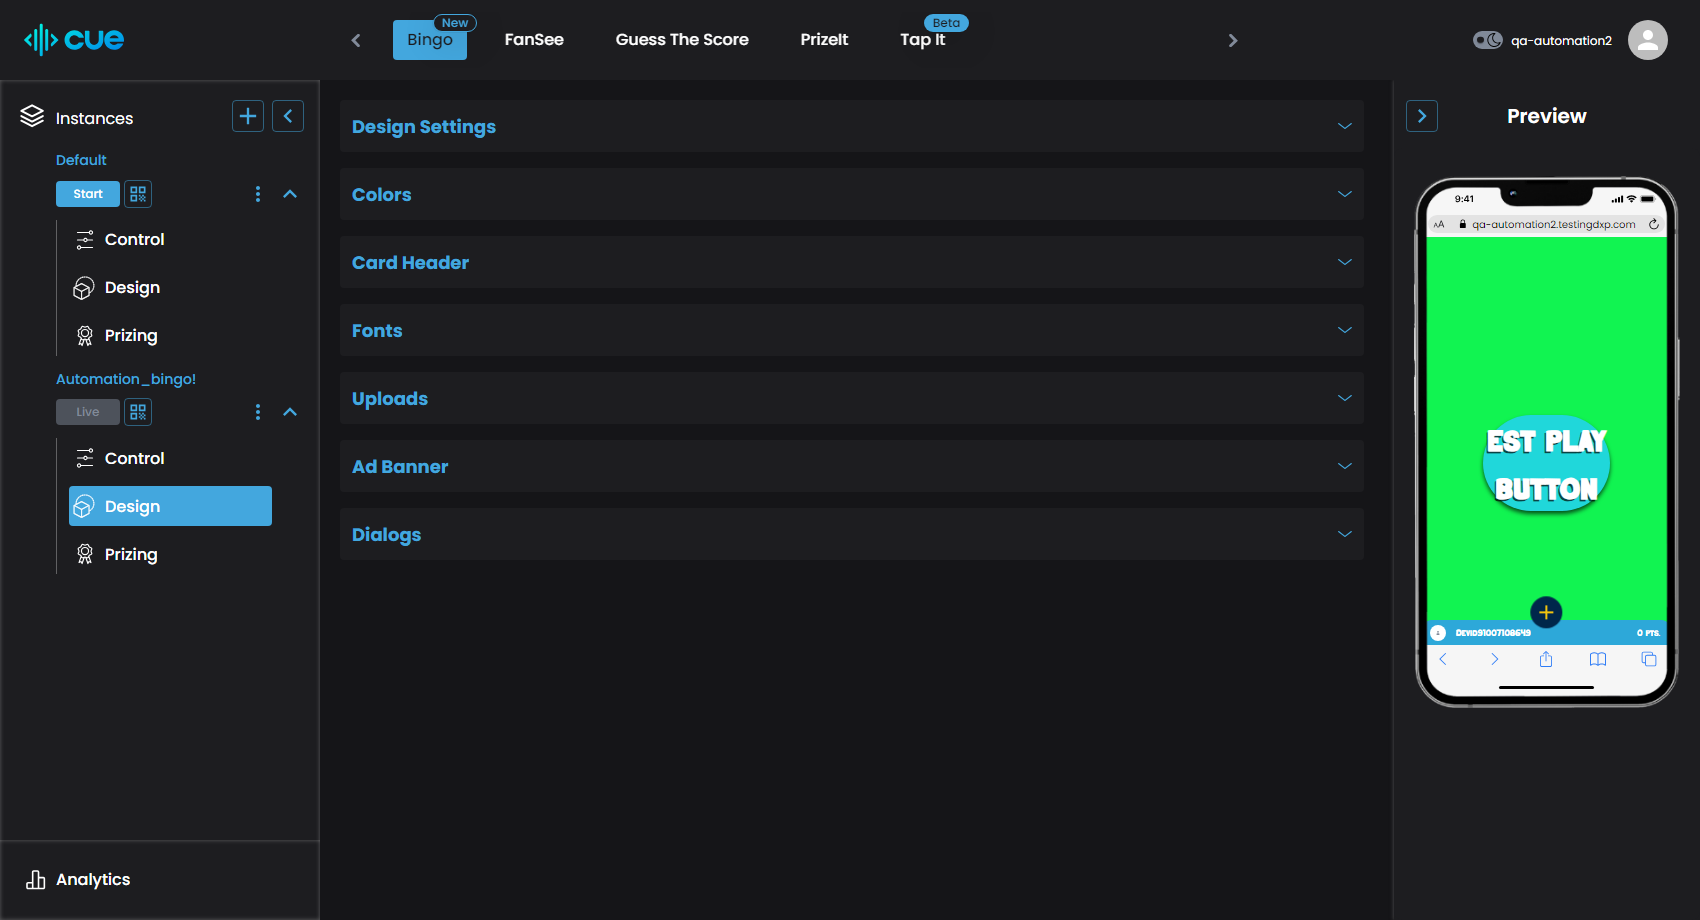 cue
Bingo
New
FanSee
Guess The Score
PrizeIt
Tap It
Beta
qa-automation2
Instances
Default
Start
Control
Design
Prizing
Automation_bingo!
Live
Control
Design
Prizing
Analytics
Design Settings
Colors
Card Header
Fonts
Uploads
Ad Banner
Dialogs
Preview
9:41
AA qa-automation2.testingdxp.com
EST PLAY
BUTTON
DEVID91007108649 0 PTS.